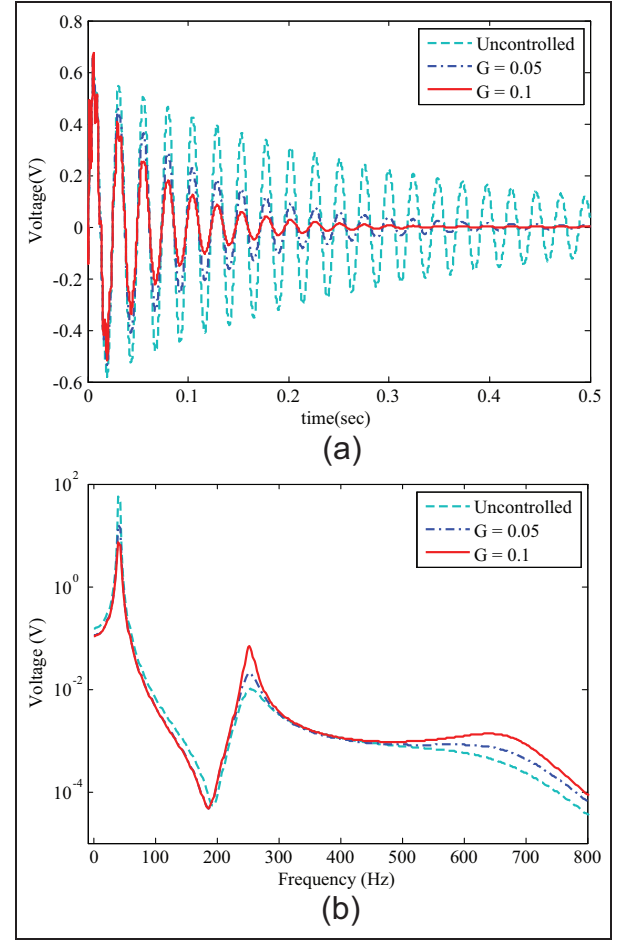 0.8
0.6
0.4
0.2
0
-0.2
-0.4
-0.6
Voltage(V)
Uncontrolled
G = 0.05
G = 0.1
0 0.1 0.2 0.3 0.4 0.5
time(sec)
(a)
10^2
10^0
10^-2
10^-4
Voltage (V)
Uncontrolled
G = 0.05
G = 0.1
0 100 200 300 400 500 600 700 800
Frequency (Hz)
(b)